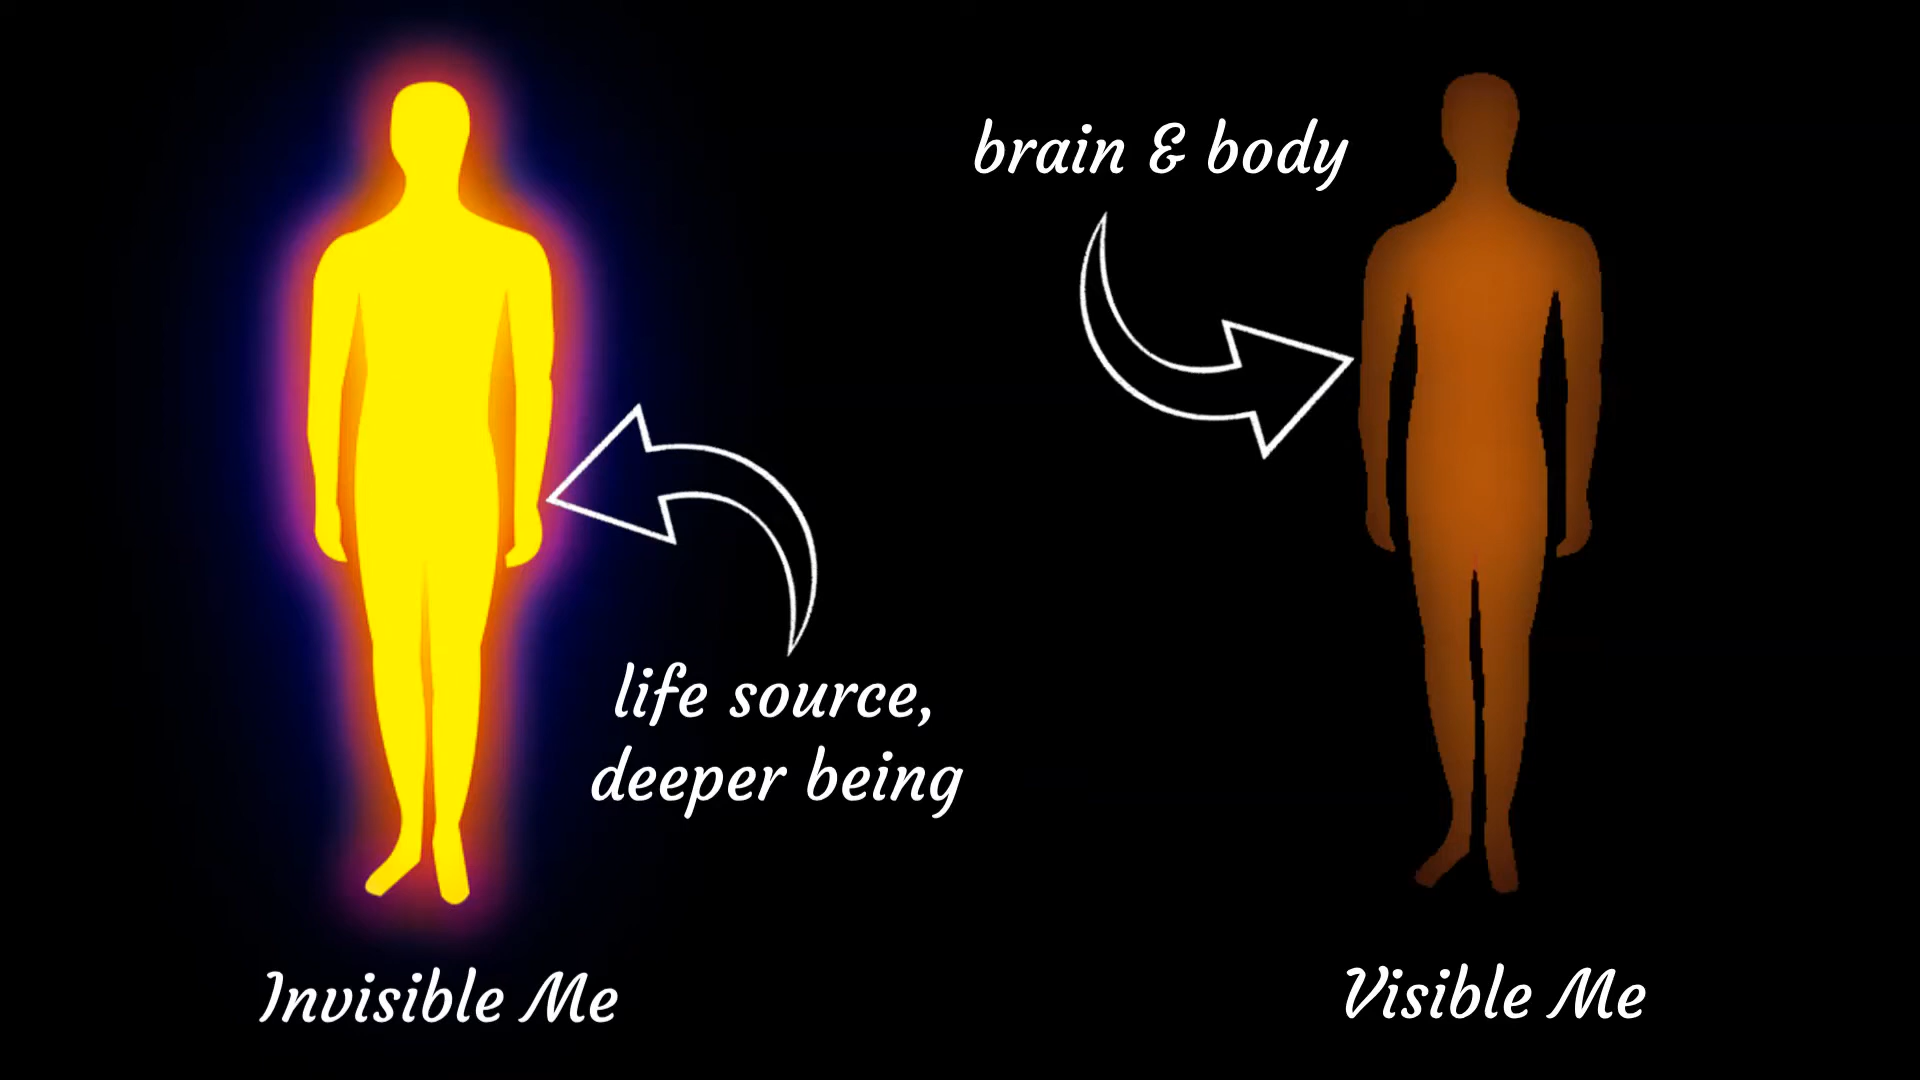 brain & body
life source,
deeper being
Invisible Me
Visible Me